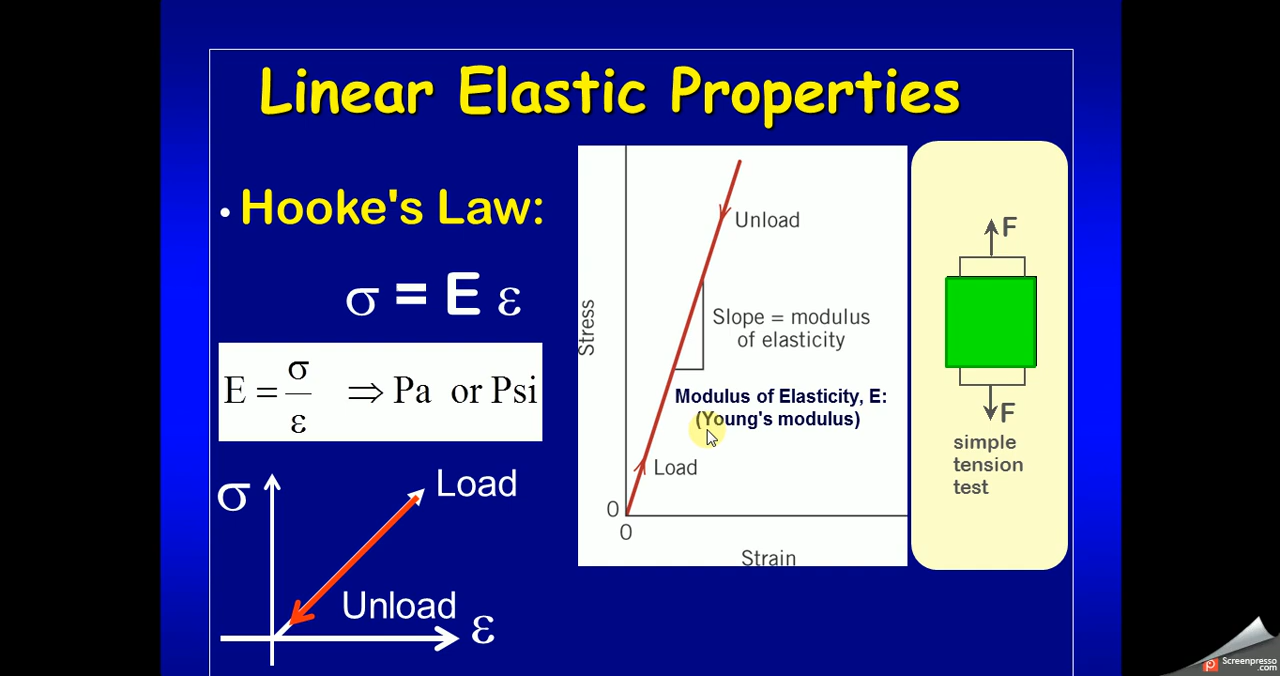 Linear Elastic Properties
• Hooke's Law:
σ = E ε
E = σ/ε ⇒ Pa or Psi
σ
Load
Unload
ε
Unload
Stress
Slope = modulus
of elasticity
Modulus of Elasticity, E:
(Young's modulus)
Load
0
0
Strain
F
F
simple
tension
test
Screenpresso
.com